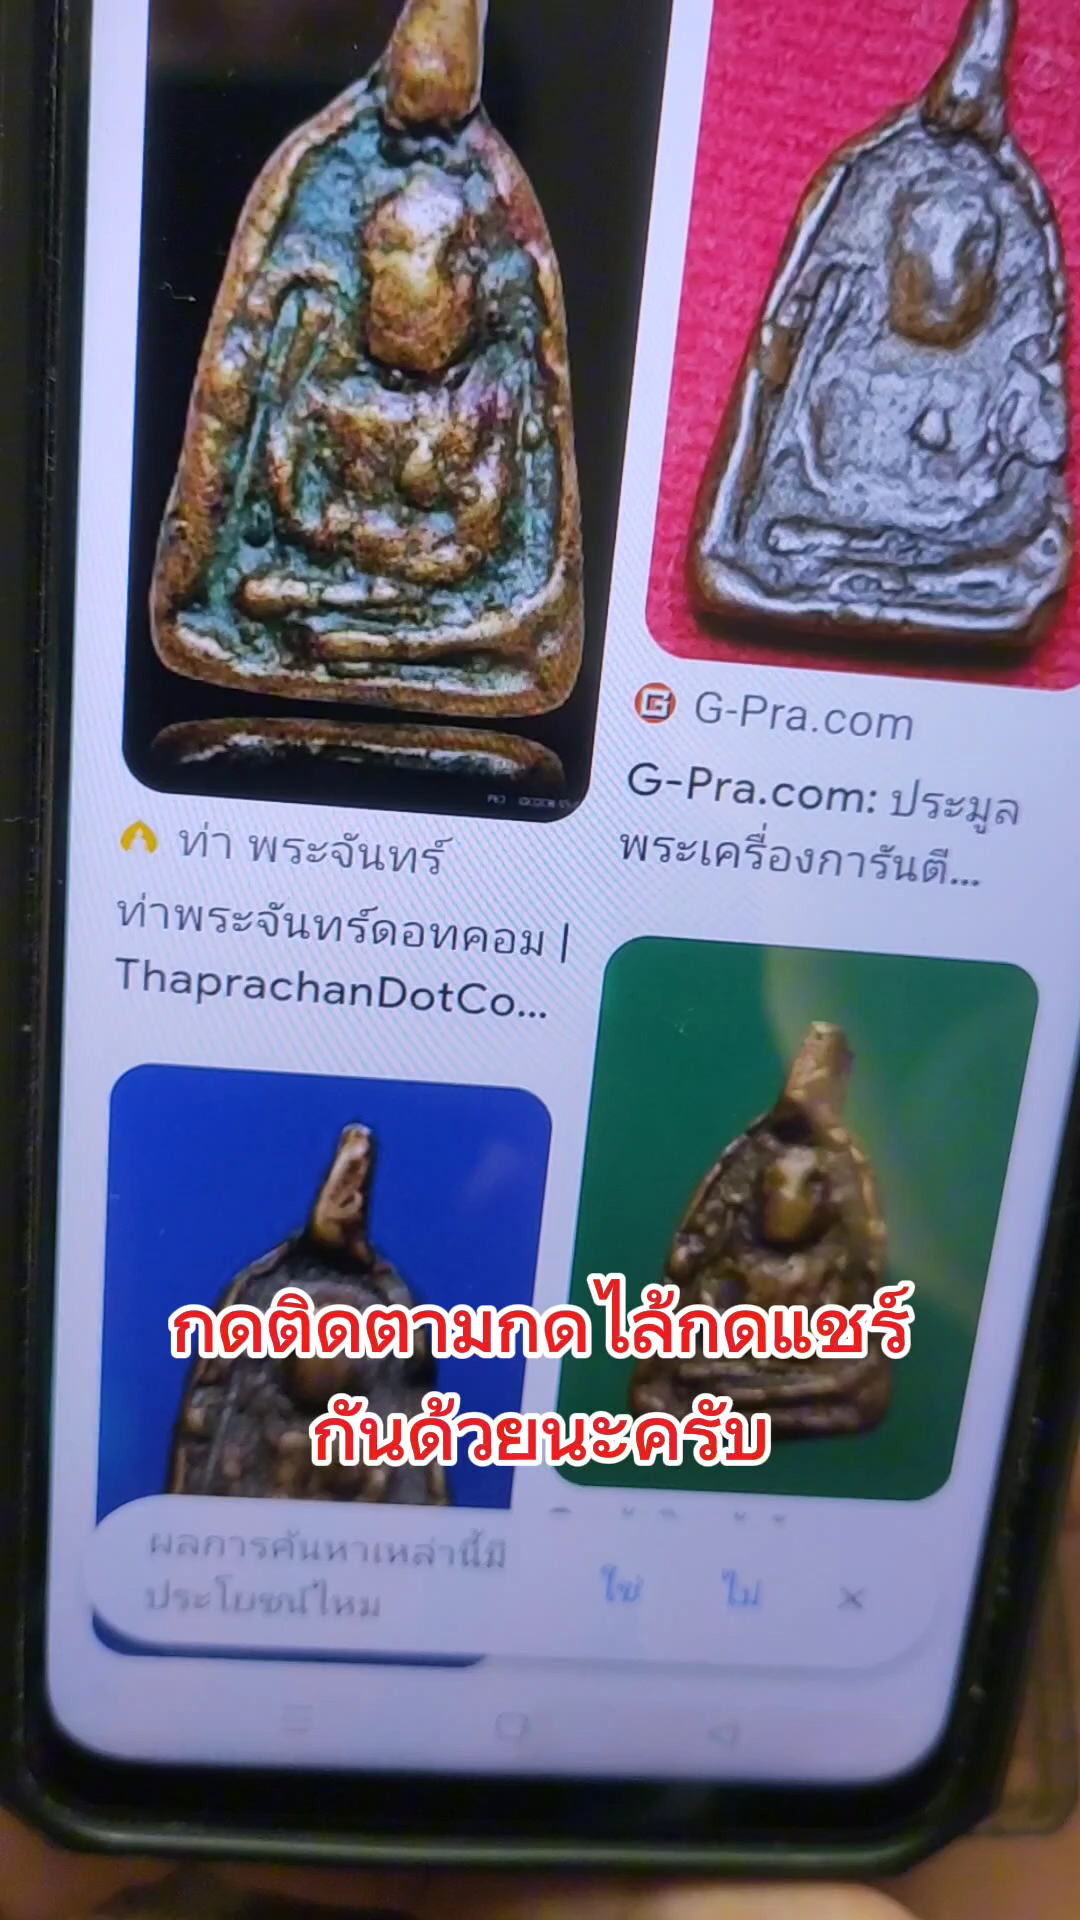 G-Pra.com
G-Pra.com: ประมูล
พระเครื่องการันตี...
ท่า พระจันทร์
ท่าพระจันทร์ดอทคอม |
ThaprachanDotCo...
กดติดตามกดไล้กดแชร์
กันด้วยนะครับ
ผลการค้นหาเหล่านี้มี
ประโยชน์ไหม
ใช่ ไม่